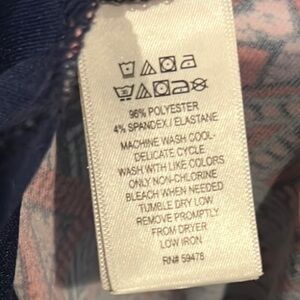 96% POLYESTER
4% SPANDEX / ELASTANE
MACHINE WASH COOL-
DELICATE CYCLE
WASH WITH LIKE COLORS
ONLY NON-CHLORINE
BLEACH WHEN NEEDED
TUMBLE DRY LOW
REMOVE PROMPTLY
FROM DRYER
LOW IRON
RN# 59478